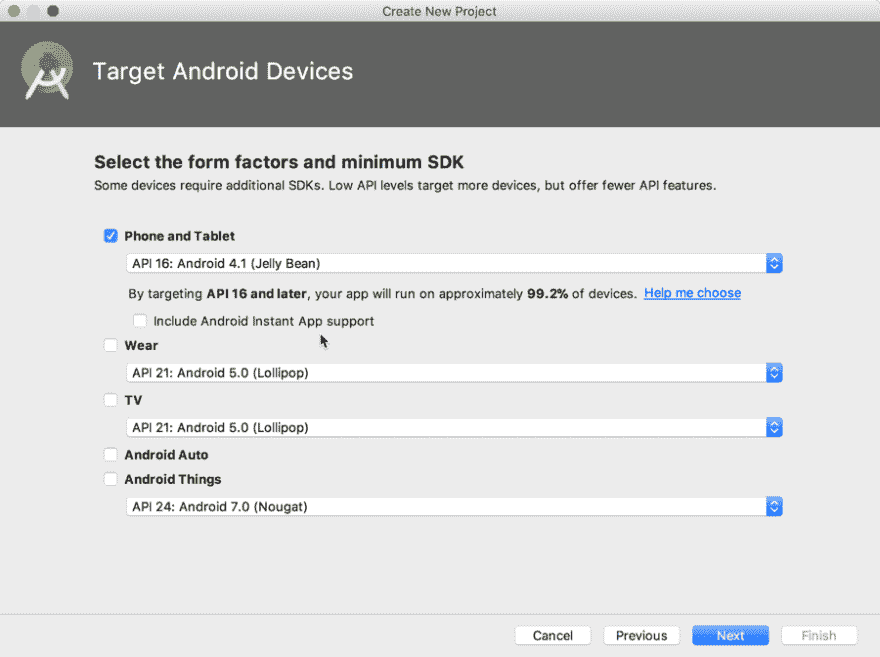 Create New Project
Target Android Devices
Select the form factors and minimum SDK
Some devices require additional SDKs. Low API levels target more devices, but offer fewer API features.
Phone and Tablet
API 16: Android 4.1 (Jelly Bean)
By targeting API 16 and later, your app will run on approximately 99.2% of devices. Help me choose
Include Android Instant App support
Wear
API 21: Android 5.0 (Lollipop)
TV
API 21: Android 5.0 (Lollipop)
Android Auto
Android Things
API 24: Android 7.0 (Nougat)
Cancel Previous Next Finish